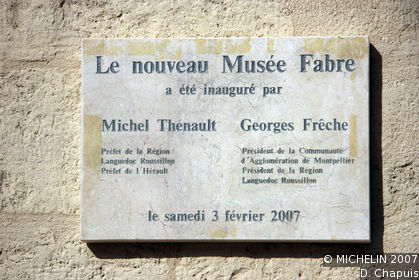 Le nouveau Musée Fabre
a été inauguré par
Michel Thénault
Préfet de la Région
Languedoc Roussillon
Préfet de l'Hérault
Georges Frêche
Président de la Communauté
d'Agglomération de Montpellier
Président de la Région
Languedoc Roussillon
le samedi 3 février 2007
© MICHELIN 2007
D. Chapuis